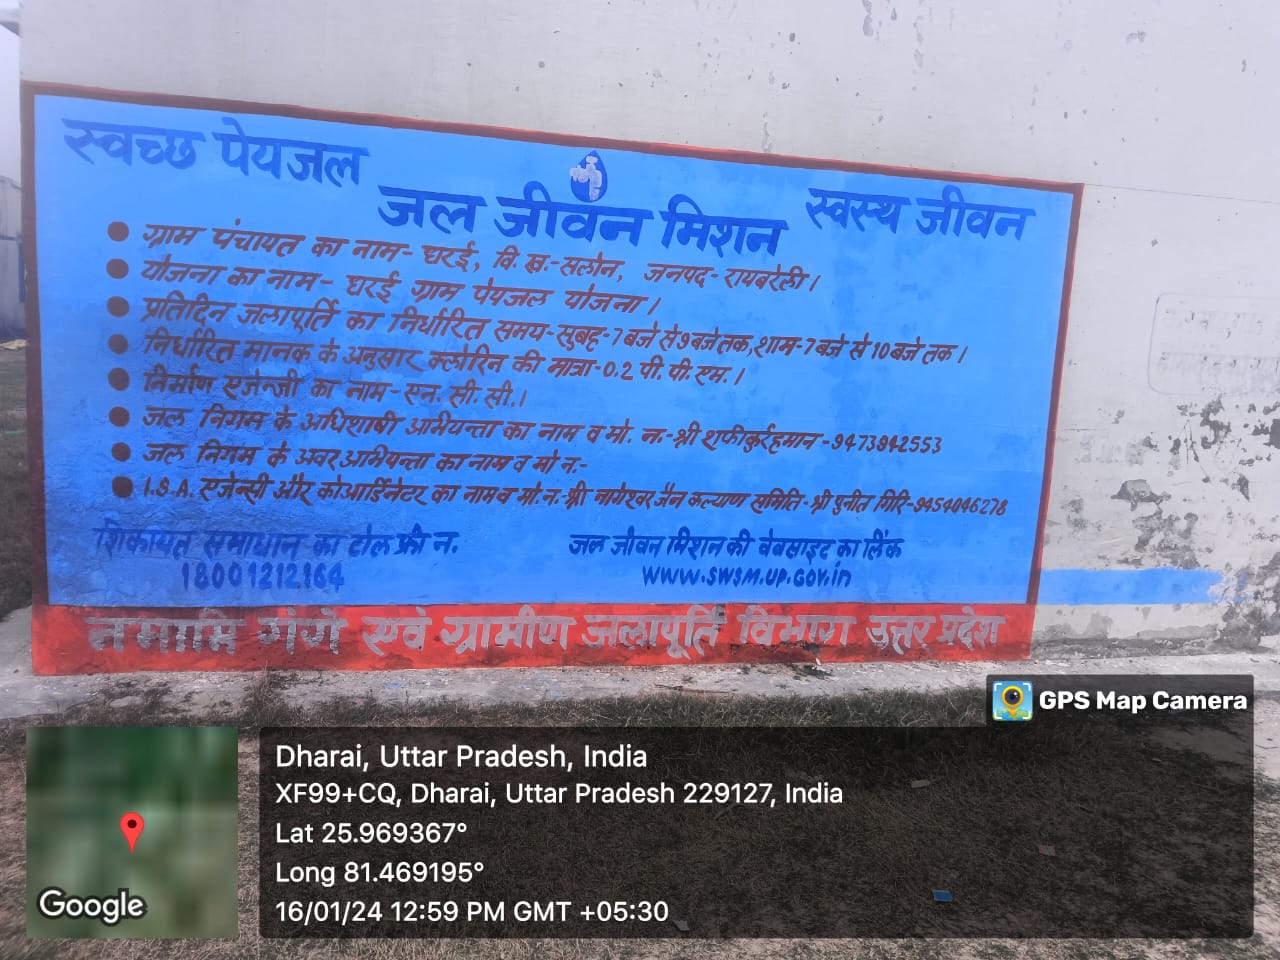 स्वच्छ पेयजल
जल जीवन मिशन
स्वस्थ जीवन
● ग्राम पंचायत का नाम- घरई, वि. ख.-सलोन, जनपद- रायबरेली।
● योजना का नाम- घरई ग्राम पेयजल योजना।
● प्रतिदिन जलापूर्ति का निर्धारित समय-सुबह-7 बजे से 9 बजे तक, शाम-7 बजे से 10 बजे तक।
● निर्धारित मानक के अनुसार क्लोरिन की मात्रा-0.2 पी. पी. एम.।
● निर्माण एजेन्जी का नाम-एन. सी. सी.।
● जल निगम के अधिशाषी अभियन्ता का नाम व मो. न.-श्री शफीकुर्रहमान-9473942553
● जल निगम के अवर अभियन्ता का नाम व मो न:-
● I.S.A. एजेन्सी और कोआर्डिनेटर का नाम व मो.न.-श्री नागेश्वर जैन कल्याण समिति-श्री पुनीत गिरि-9454046278
शिकायत समाधान का टोल फ्री न.
18001212164
जल जीवन मिशन की वेबसाइट का लिंक
WWW.SWSM.UP.GOV.in
नमामि गंगे एवं ग्रामीण जलापूर्ति विभाग उत्तर प्रदेश
GPS Map Camera
Dharai, Uttar Pradesh, India
XF99+CQ, Dharai, Uttar Pradesh 229127, India
Lat 25.969367°
Long 81.469195°
16/01/24 12:59 PM GMT +05:30
Google